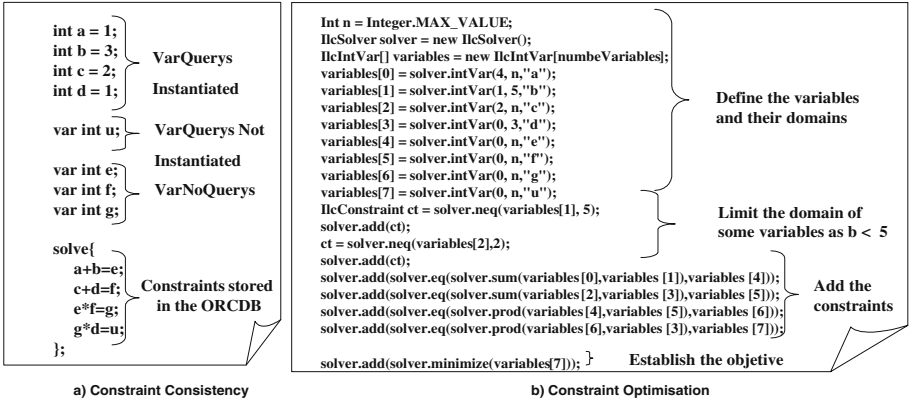 int a = 1;
int b = 3;
int c = 2;
int d = 1;
VarQuerys
Instantiated
var int u;
VarQuerys Not
Instantiated
var int e;
var int f;
var int g;
VarNoQuerys
solve{
a+b=e;
c+d=f;
e*f=g;
g*d=u;
};
Constraints stored
in the ORCDB
a) Constraint Consistency
Int n = Integer.MAX_VALUE;
IlcSolver solver = new IlcSolver();
IlcIntVar[] variables = new IlcIntVar[numbeVariables];
variables[0] = solver.intVar(4, n,"a");
variables[1] = solver.intVar(1, 5,"b");
variables[2] = solver.intVar(2, n,"c");
variables[3] = solver.intVar(0, 3,"d");
variables[4] = solver.intVar(0, n,"e");
variables[5] = solver.intVar(0, n,"f");
variables[6] = solver.intVar(0, n,"g");
variables[7] = solver.intVar(0, n,"u");
Define the variables
and their domains
IlcConstraint ct = solver.neq(variables[1], 5);
solver.add(ct);
ct = solver.neq(variables[2],2);
solver.add(ct);
Limit the domain of
some variables as b < 5
solver.add(solver.eq(solver.sum(variables[0],variables [1]),variables [4]));
solver.add(solver.eq(solver.sum(variables [2],variables [3]),variables [5]));
solver.add(solver.eq(solver.prod(variables[4],variables [5]),variables [6]));
solver.add(solver.eq(solver.prod(variables [6],variables [3]),variables [7]));
Add the
constraints
solver.add(solver.minimize(variables[7]));
Establish the objetive
b) Constraint Optimisation